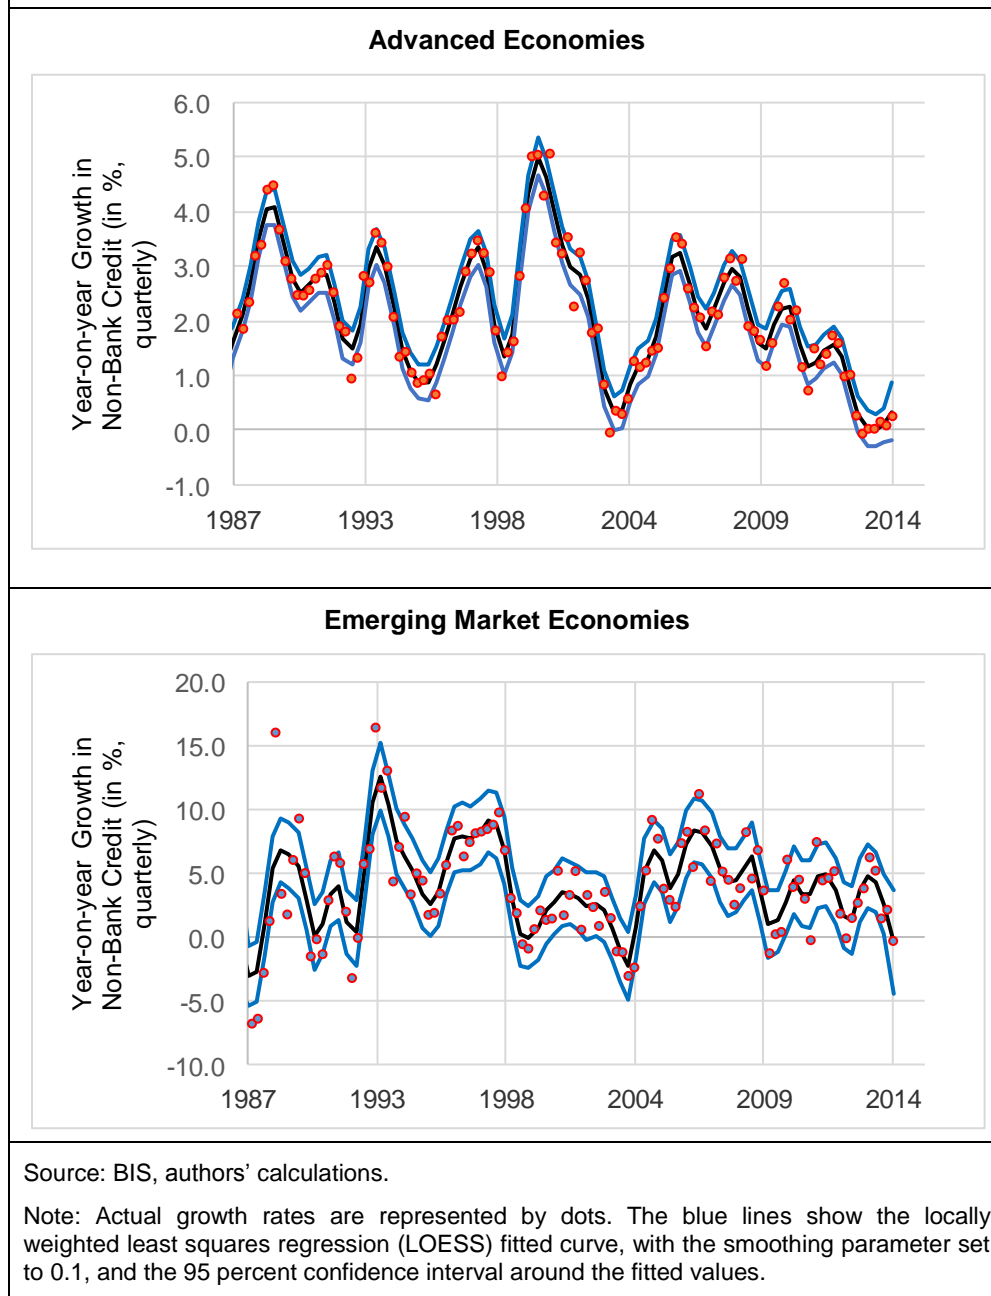 Advanced Economies
Year-on-year Growth in
Non-Bank Credit (in %,
quarterly)
6.0
5.0
4.0
3.0
2.0
1.0
0.0
-1.0
1987 1993 1998 2004 2009 2014
Emerging Market Economies
Year-on-year Growth in
Non-Bank Credit (in %,
quarterly)
20.0
15.0
10.0
5.0
0.0
-5.0
-10.0
1987 1993 1998 2004 2009 2014
Source: BIS, authors’ calculations.
Note: Actual growth rates are represented by dots. The blue lines show the locally
weighted least squares regression (LOESS) fitted curve, with the smoothing parameter set
to 0.1, and the 95 percent confidence interval around the fitted values.